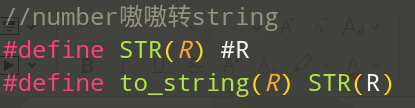 //number嗷嗷转string
#define STR(R) #R
#define to_string(R) STR(R)